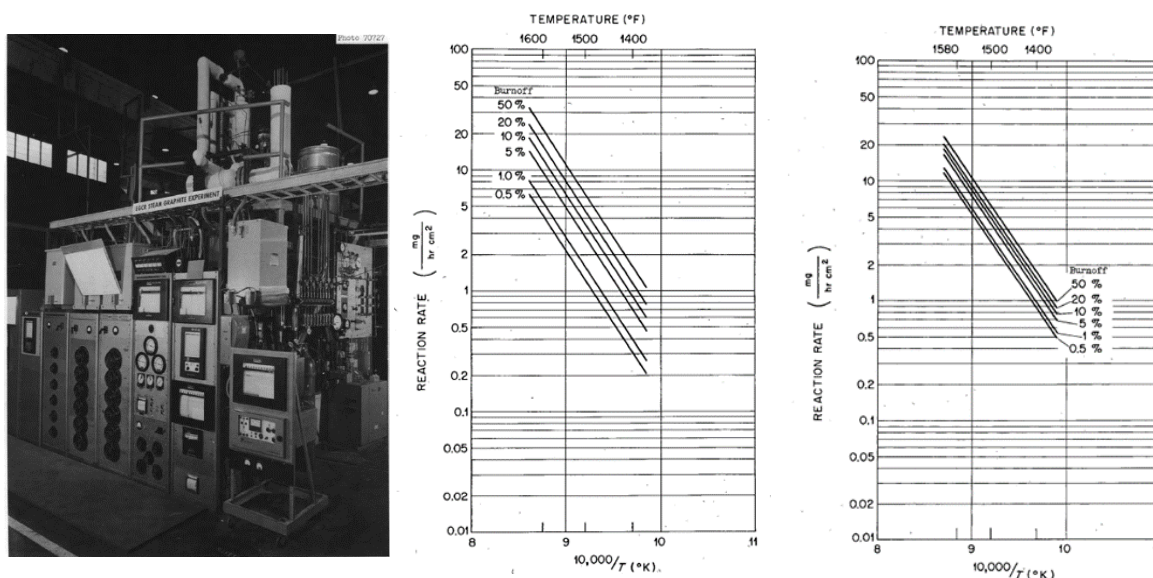 Photo 70727
EGCR STEAM GRAPHITE EXPERIMENT
TEMPERATURE (°F)
1600 1500 1400
100
50
20
10
5
2
1
0.5
0.2
0.1
0.05
0.02
0.01
REACTION RATE (mg/hr cm2)
Burnoff
50 %
20 %
10 %
5 %
1.0 %
0.5 %
8 9 10 11
10,000/T (°K).
TEMPERATURE (°F)
1580 1500 1400
100
50
20
10
5
2
1
0.5
0.2
0.1
0.05
0.02
0.01
REACTION RATE (mg/hr cm2)
Burnoff
50 %
20 %
10 %
5 %
1 %
0.5 %
8 9 10
10,000/T (°K)